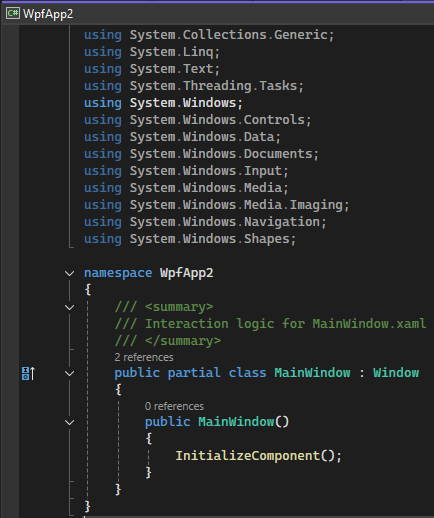 C# WpfApp2
using System.Collections.Generic;
using System.Linq;
using System.Text;
using System.Threading.Tasks;
using System.Windows;
using System.Windows.Controls;
using System.Windows.Data;
using System.Windows.Documents;
using System.Windows.Input;
using System.Windows.Media;
using System.Windows.Media.Imaging;
using System.Windows.Navigation;
using System.Windows.Shapes;
namespace WpfApp2
{
/// <summary>
/// Interaction logic for MainWindow.xaml
/// </summary>
2 references
public partial class MainWindow : Window
{
0 references
public MainWindow()
{
InitializeComponent();
}
}
}